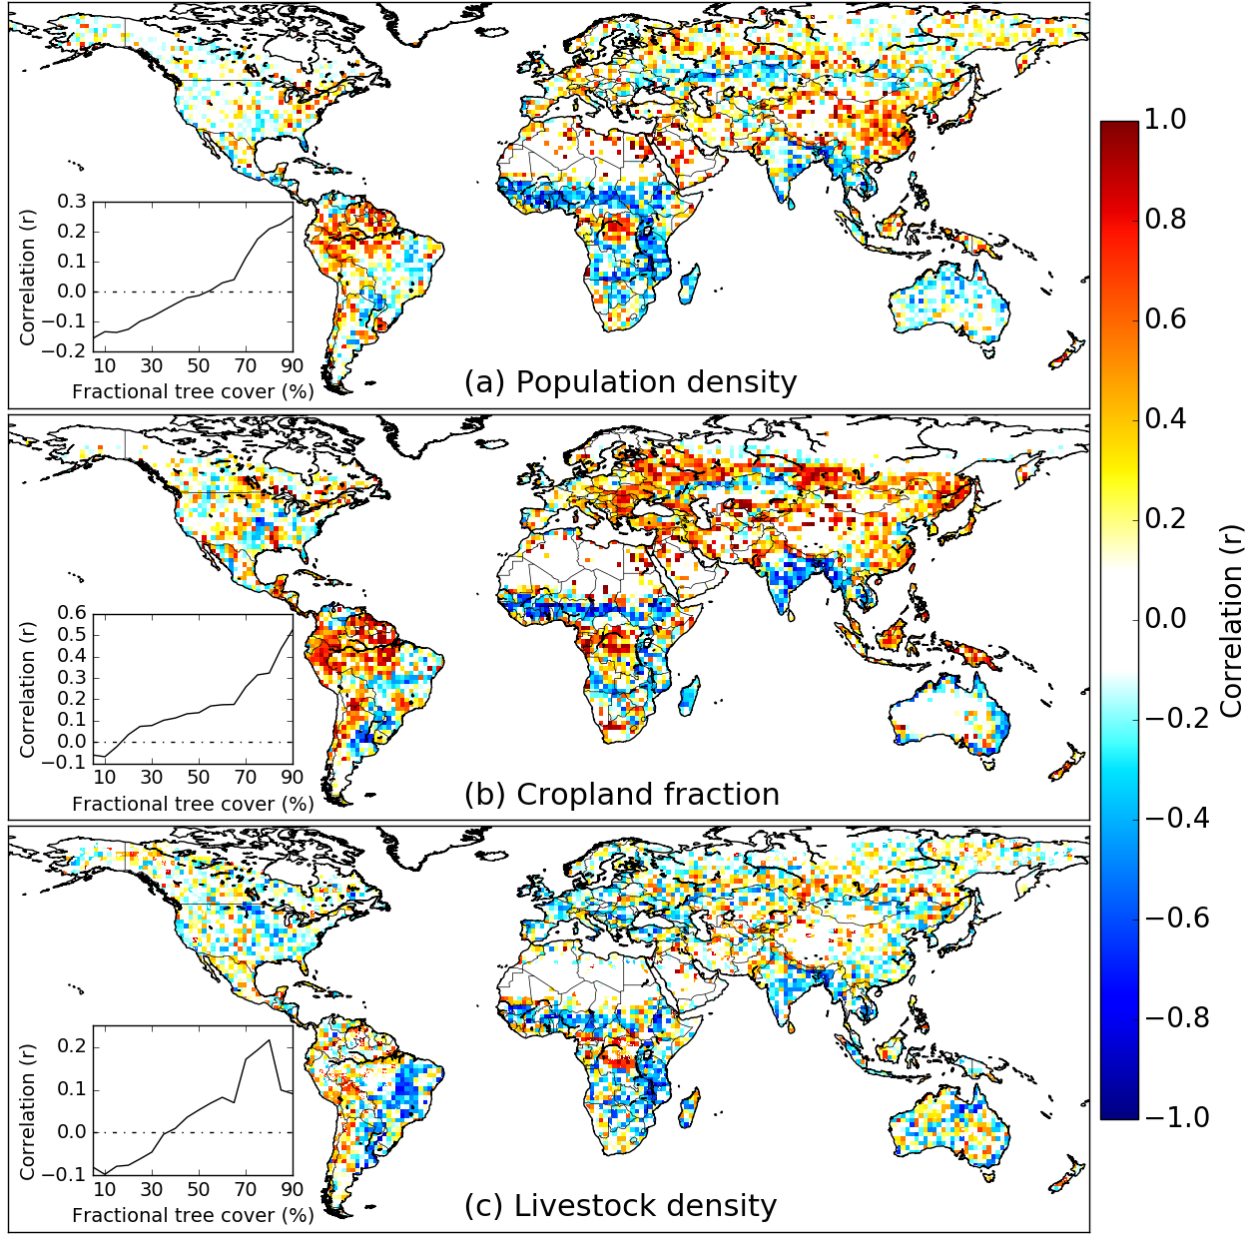 0.3
0.2
0.1
0.0
−0.1
−0.2
Correlation (r)
10 30 50 70 90
Fractional tree cover (%)
(a) Population density
0.6
0.5
0.4
0.3
0.2
0.1
0.0
−0.1
Correlation (r)
10 30 50 70 90
Fractional tree cover (%)
(b) Cropland fraction
0.2
0.1
0.0
−0.1
Correlation (r)
10 30 50 70 90
Fractional tree cover (%)
(c) Livestock density
1.0
0.8
0.6
0.4
0.2
0.0
−0.2
−0.4
−0.6
−0.8
−1.0
Correlation (r)